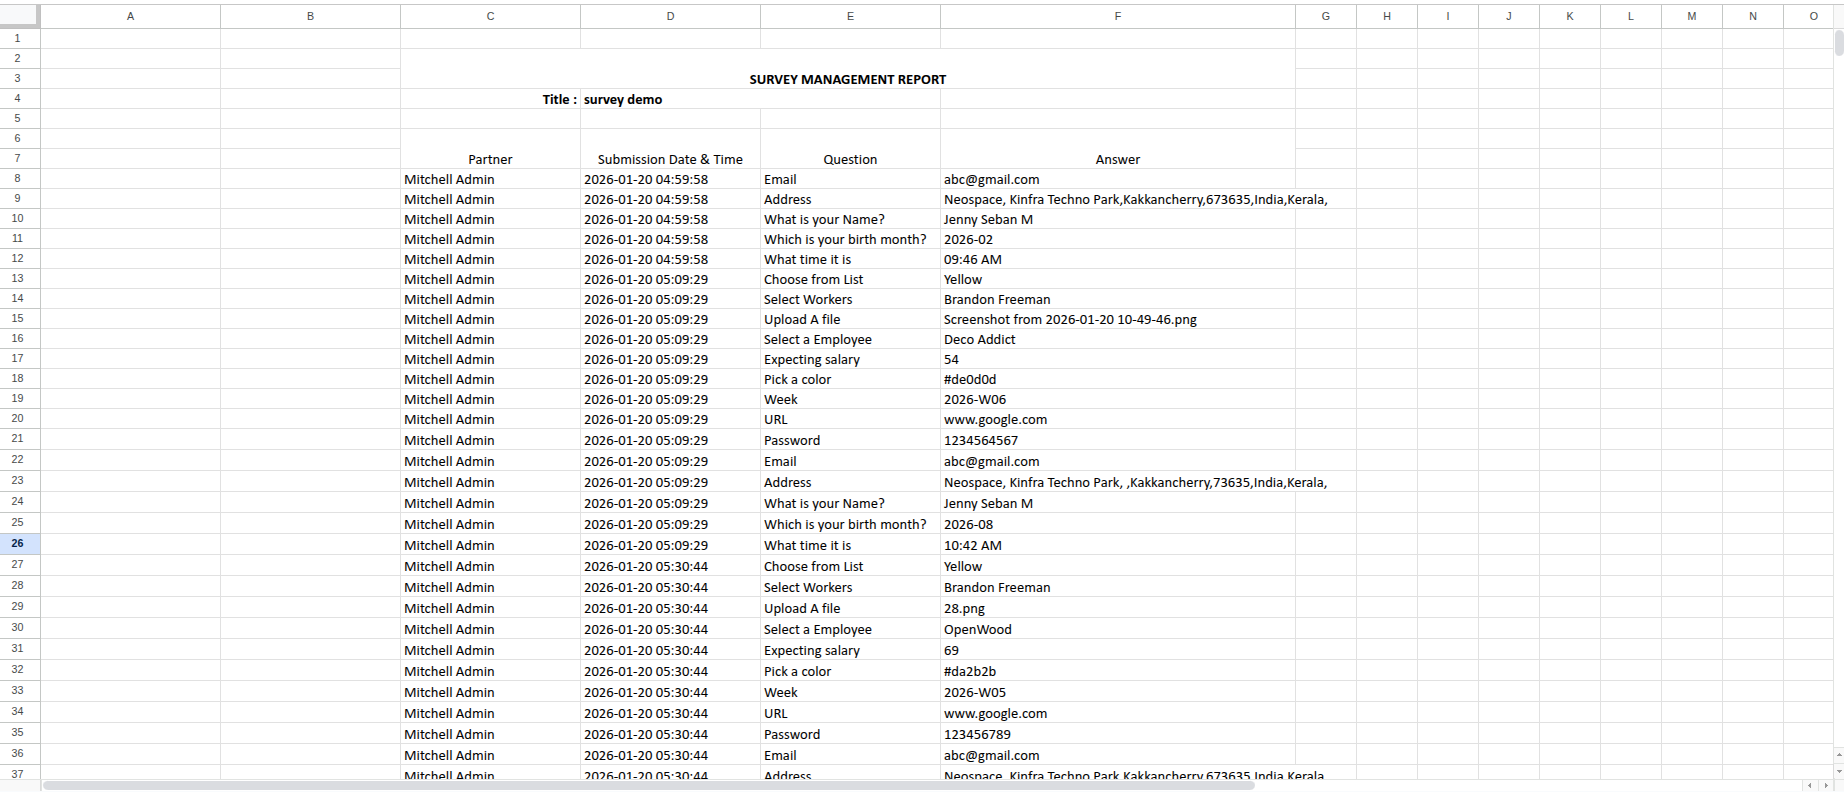 A B C D E F G H I J K L M N O
1
2
3 SURVEY MANAGEMENT REPORT
4 Title : survey demo
5
6
7 Partner Submission Date & Time Question Answer
8 Mitchell Admin 2026-01-20 04:59:58 Email abc@gmail.com
9 Mitchell Admin 2026-01-20 04:59:58 Address Neospace, Kinfra Techno Park,Kakkancherry,673635,India,Kerala,
10 Mitchell Admin 2026-01-20 04:59:58 What is your Name? Jenny Seban M
11 Mitchell Admin 2026-01-20 04:59:58 Which is your birth month? 2026-02
12 Mitchell Admin 2026-01-20 04:59:58 What time it is 09:46 AM
13 Mitchell Admin 2026-01-20 05:09:29 Choose from List Yellow
14 Mitchell Admin 2026-01-20 05:09:29 Select Workers Brandon Freeman
15 Mitchell Admin 2026-01-20 05:09:29 Upload A file Screenshot from 2026-01-20 10-49-46.png
16 Mitchell Admin 2026-01-20 05:09:29 Select a Employee Deco Addict
17 Mitchell Admin 2026-01-20 05:09:29 Expecting salary 54
18 Mitchell Admin 2026-01-20 05:09:29 Pick a color #de0d0d
19 Mitchell Admin 2026-01-20 05:09:29 Week 2026-W06
20 Mitchell Admin 2026-01-20 05:09:29 URL www.google.com
21 Mitchell Admin 2026-01-20 05:09:29 Password 1234564567
22 Mitchell Admin 2026-01-20 05:09:29 Email abc@gmail.com
23 Mitchell Admin 2026-01-20 05:09:29 Address Neospace, Kinfra Techno Park, ,Kakkancherry,73635,India,Kerala,
24 Mitchell Admin 2026-01-20 05:09:29 What is your Name? Jenny Seban M
25 Mitchell Admin 2026-01-20 05:09:29 Which is your birth month? 2026-08
26 Mitchell Admin 2026-01-20 05:09:29 What time it is 10:42 AM
27 Mitchell Admin 2026-01-20 05:30:44 Choose from List Yellow
28 Mitchell Admin 2026-01-20 05:30:44 Select Workers Brandon Freeman
29 Mitchell Admin 2026-01-20 05:30:44 Upload A file 28.png
30 Mitchell Admin 2026-01-20 05:30:44 Select a Employee OpenWood
31 Mitchell Admin 2026-01-20 05:30:44 Expecting salary 69
32 Mitchell Admin 2026-01-20 05:30:44 Pick a color #da2b2b
33 Mitchell Admin 2026-01-20 05:30:44 Week 2026-W05
34 Mitchell Admin 2026-01-20 05:30:44 URL www.google.com
35 Mitchell Admin 2026-01-20 05:30:44 Password 123456789
36 Mitchell Admin 2026-01-20 05:30:44 Email abc@gmail.com
37 Mitchell Admin 2026-01-20 05:30:44 Address Neospace, Kinfra Techno Park,Kakkancherry,673635,India,Kerala,